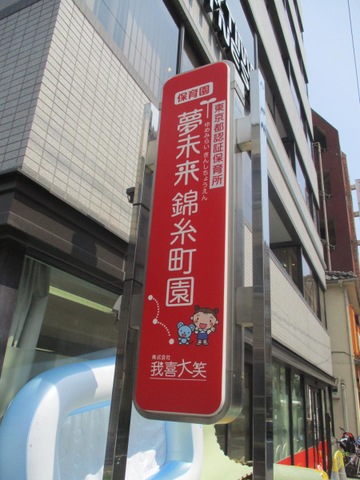 保育園
東京都認証保育所
ゆめみらいきんしちょうえん
夢未来錦糸町園
株式会社
我喜大笑